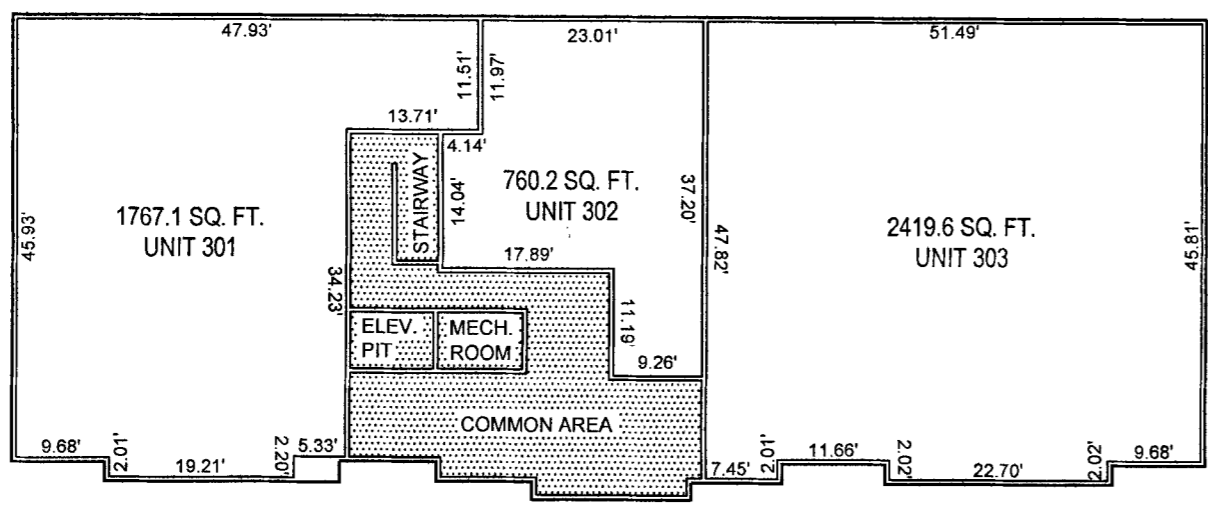 47.93'
23.01'
51.49'
11.51'
11.97'
13.71'
4.14'
STAIRWAY
14.04'
760.2 SQ. FT.
UNIT 302
37.20'
1767.1 SQ. FT.
UNIT 301
45.93'
2419.6 SQ. FT.
UNIT 303
47.82'
45.81'
17.89'
34.23'
11.19'
ELEV.
PIT
MECH.
ROOM
9.26'
COMMON AREA
9.68'
2.01'
19.21'
2.20'
5.33'
7.45'
2.01'
11.66'
2.02'
22.70'
2.02'
9.68'